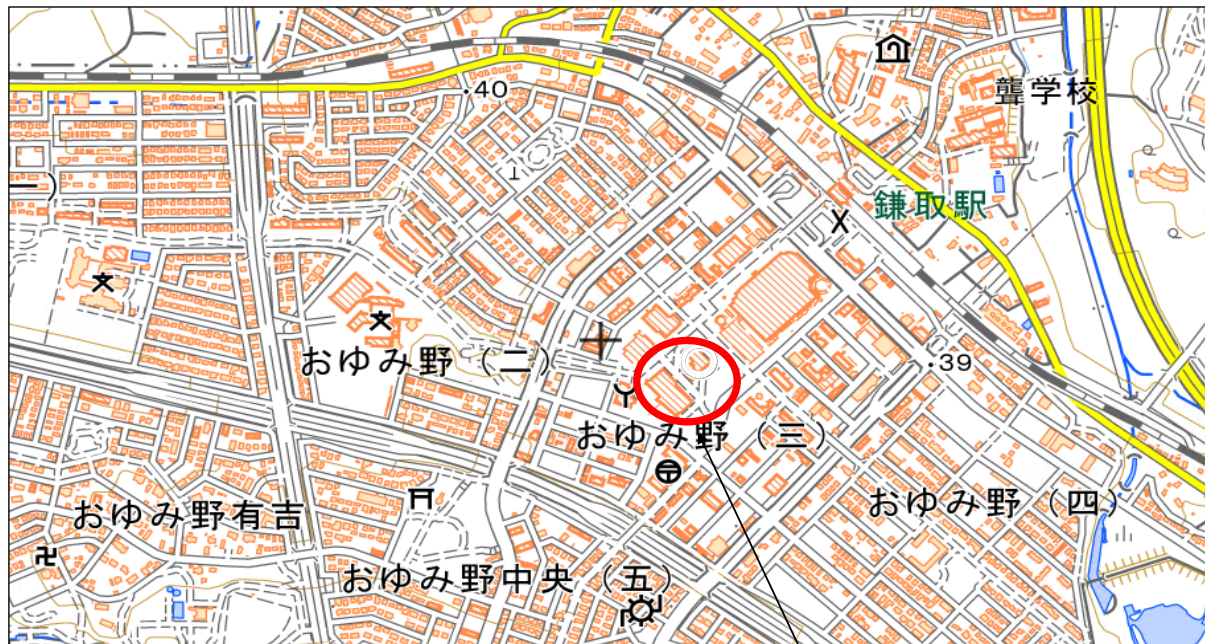 ・40
聾学校
一）
鎌取駅
おゆみ野（二）
・39
おゆみ野（三）
おゆみ野有吉
おゆみ野（四）
おゆみ野中央（五）